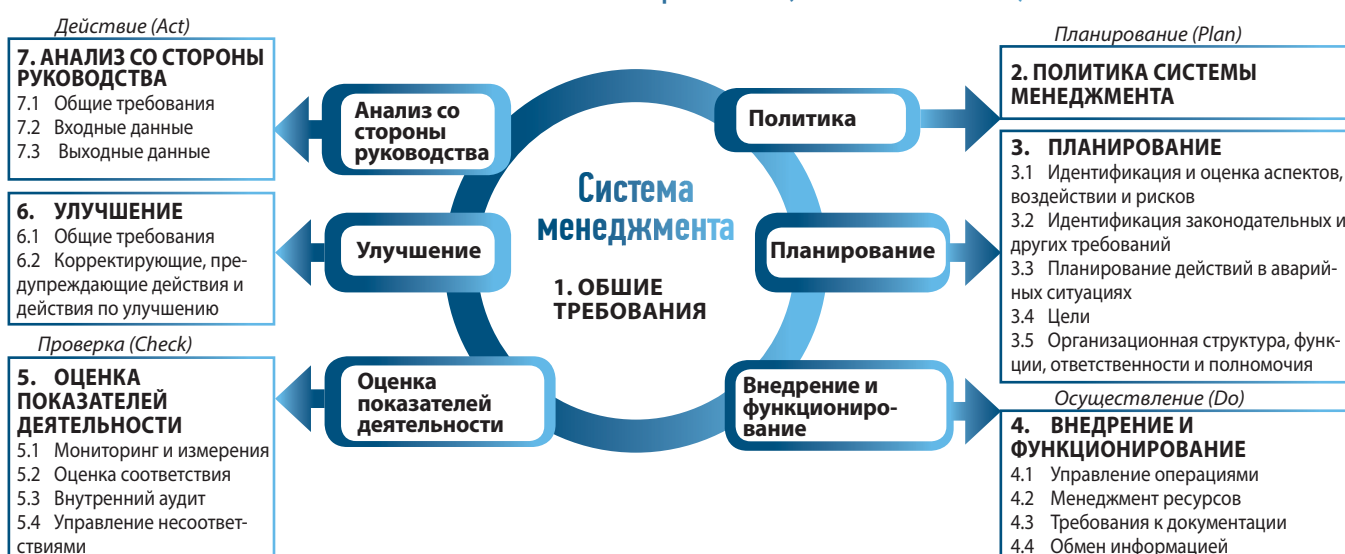 Действие (Act)
7. АНАЛИЗ СО СТОРОНЫ
РУКОВОДСТВА
7.1 Общие требования
7.2 Входные данные
7.3 Выходные данные
6. УЛУЧШЕНИЕ
6.1 Общие требования
6.2 Корректирующие, пре-
дупреждающие действия и
действия по улучшению
Проверка (Check)
5. ОЦЕНКА
ПОКАЗАТЕЛЕЙ
ДЕЯТЕЛЬНОСТИ
5.1 Мониторинг и измерения
5.2 Оценка соответствия
5.3 Внутренний аудит
5.4 Управление несоответ-
ствиями
Анализ со
стороны
руководства
Улучшение
Оценка
показателей
деятельности
Система
менеджмента
1. ОБШИЕ
ТРЕБОВАНИЯ
Политика
Планирование
Внедрение и
функциониро-
вание
Планирование (Plan)
2. ПОЛИТИКА СИСТЕМЫ
МЕНЕДЖМЕНТА
3. ПЛАНИРОВАНИЕ
3.1 Идентификация и оценка аспектов,
воздействии и рисков
3.2 Идентификация законодательных и
других требований
3.3 Планирование действий в аварий-
ных ситуациях
3.4 Цели
3.5 Организационная структура, функ-
ции, ответственности и полномочия
Осуществление (Do)
4. ВНЕДРЕНИЕ И
ФУНКЦИОНИРОВАНИЕ
4.1 Управление операциями
4.2 Менеджмент ресурсов
4.3 Требования к документации
4.4 Обмен информацией